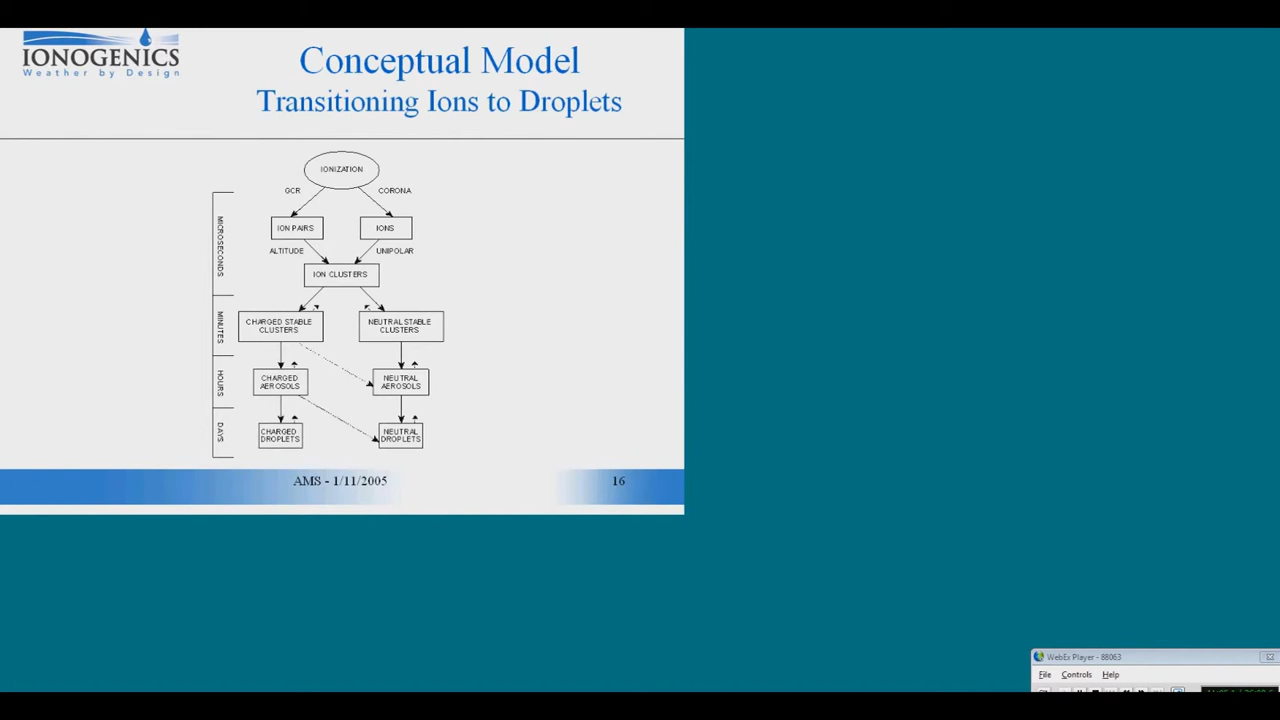 IONOGENICS
Weather by Design
Conceptual Model
Transitioning Ions to Droplets
IONIZATION
GCR
CORONA
MICROSECONDS
ION PAIRS
IONS
ALTITUDE
UNIPOLAR
ION CLUSTERS
MINUTES
CHARGED STABLE
CLUSTERS
NEUTRAL STABLE
CLUSTERS
HOURS
CHARGED
AEROSOLS
NEUTRAL
AEROSOLS
DAYS
CHARGED
DROPLETS
NEUTRAL
DROPLETS
AMS - 1/11/2005
16
WebEx Player - 88063
File Controls Help